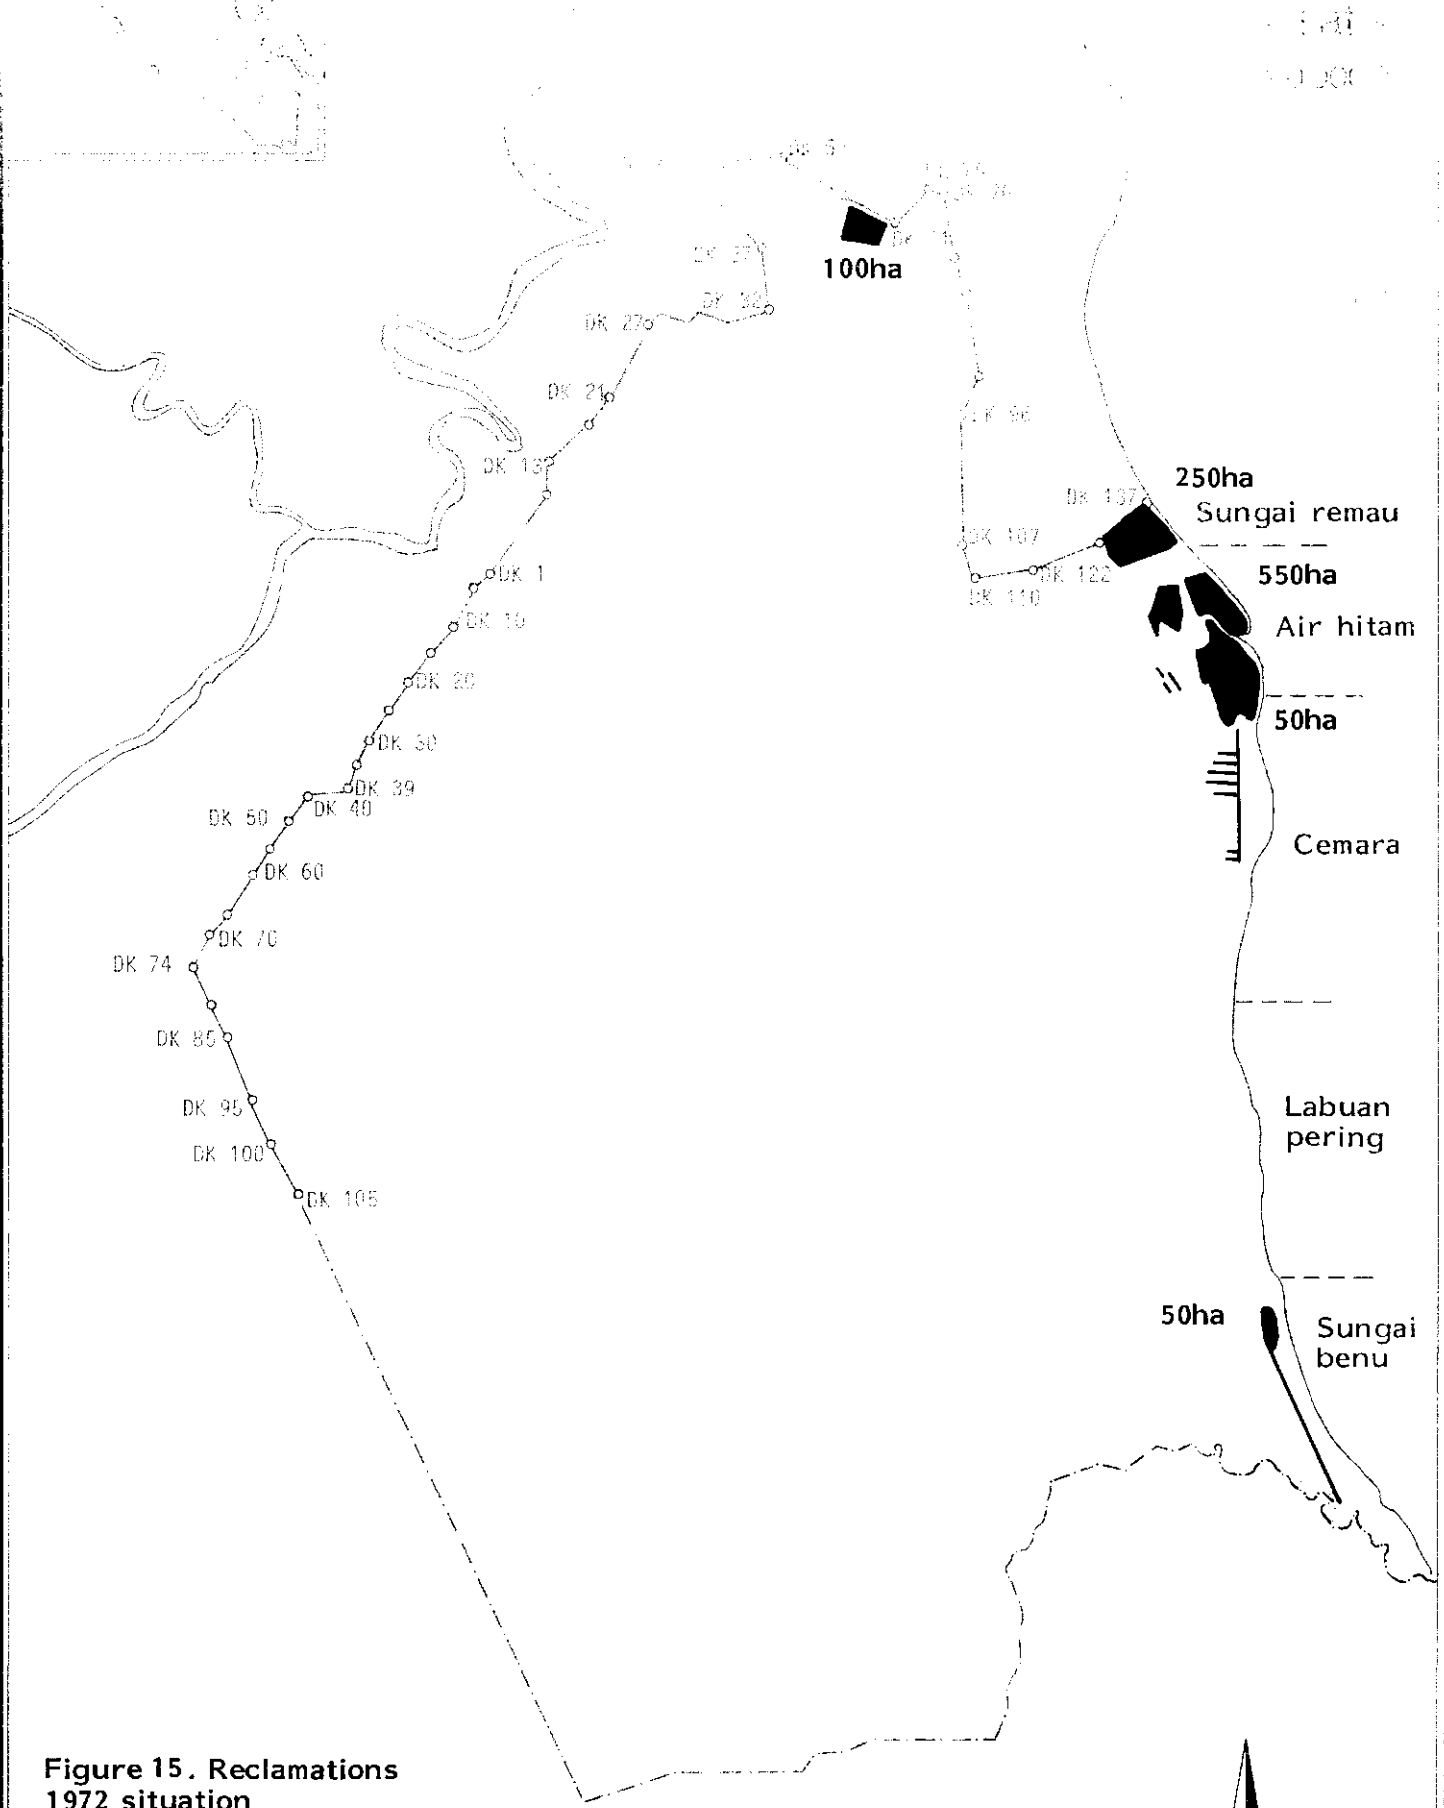 100ha
DK 32
DK 27
DK 21
DK 13
250ha
Sungai remau
DK 107
550ha
DK 1
DK 122
DK 110
DK 10
Air hitam
DK 20
50ha
DK 30
DK 39
DK 40
DK 50
Cemara
DK 60
DK 70
DK 74
DK 85
DK 95
Labuan
pering
DK 100
DK 105
50ha
Sungai
benu
Figure 15. Reclamations
1972 situation